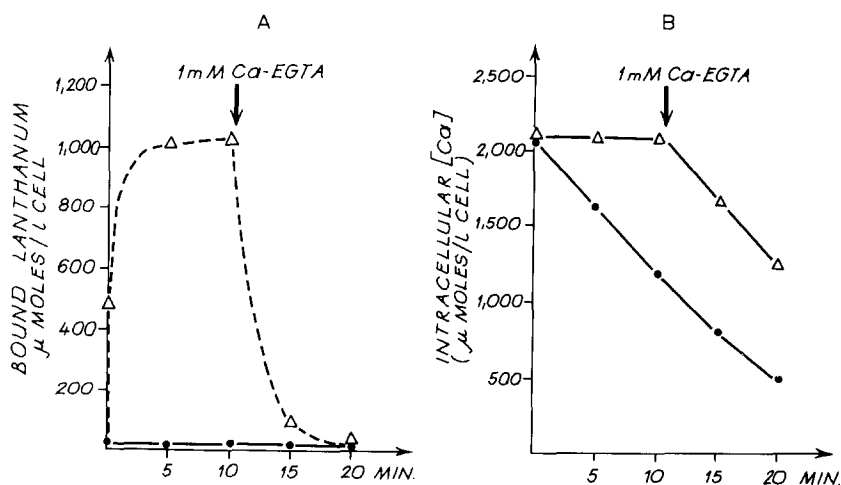 A
1mM Ca-EGTA
BOUND LANTHANUM
μ MOLES/l CELL
1,200
1,000
800
600
400
200
5 10 15 20 MIN.
B
1mM Ca-EGTA
INTRACELLULAR [Ca]
(μ MOLES/l CELL)
2,500
2,000
1,500
1,000
500
5 10 15 20 MIN.